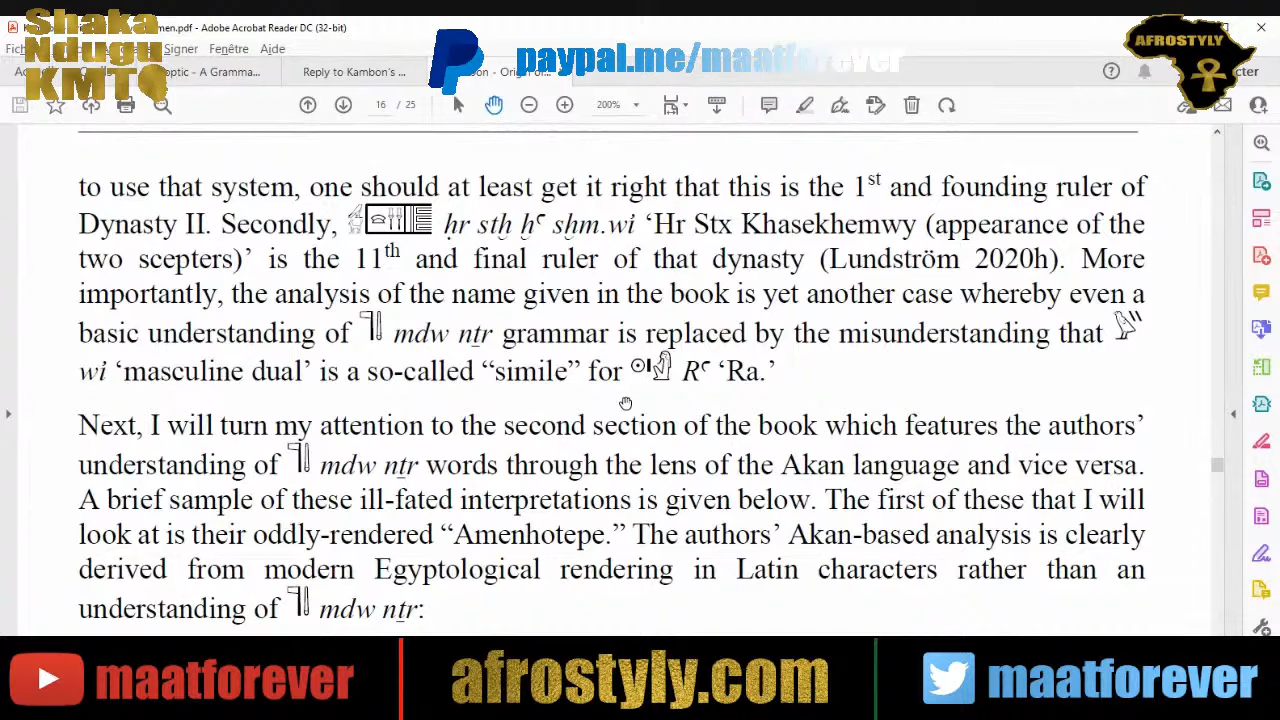 Shaka
Ndugu
KMT
men.pdf - Adobe Acrobat Reader DC (32-bit)
Fich
Signer Fenêtre Aide
paypal.me/maatforever
AFROSTYLY
optic - A Gramma...
Reply to Kambon's ...
16 / 25
200%
to use that system, one should at least get it right that this is the 1st and founding ruler of
Dynasty II. Secondly, ḥr stẖ ḫꜥ sḫm.wi ‘Hr Stx Khasekhemwy (appearance of the
two scepters)’ is the 11th and final ruler of that dynasty (Lundström 2020h). More
importantly, the analysis of the name given in the book is yet another case whereby even a
basic understanding of mdw nṯr grammar is replaced by the misunderstanding that
wi ‘masculine dual’ is a so-called “simile” for Rꜥ ‘Ra.’
Next, I will turn my attention to the second section of the book which features the authors’
understanding of mdw nṯr words through the lens of the Akan language and vice versa.
A brief sample of these ill-fated interpretations is given below. The first of these that I will
look at is their oddly-rendered “Amenhotepe.” The authors’ Akan-based analysis is clearly
derived from modern Egyptological rendering in Latin characters rather than an
understanding of mdw nṯr:
maatforever
afrostyly.com
maatforever